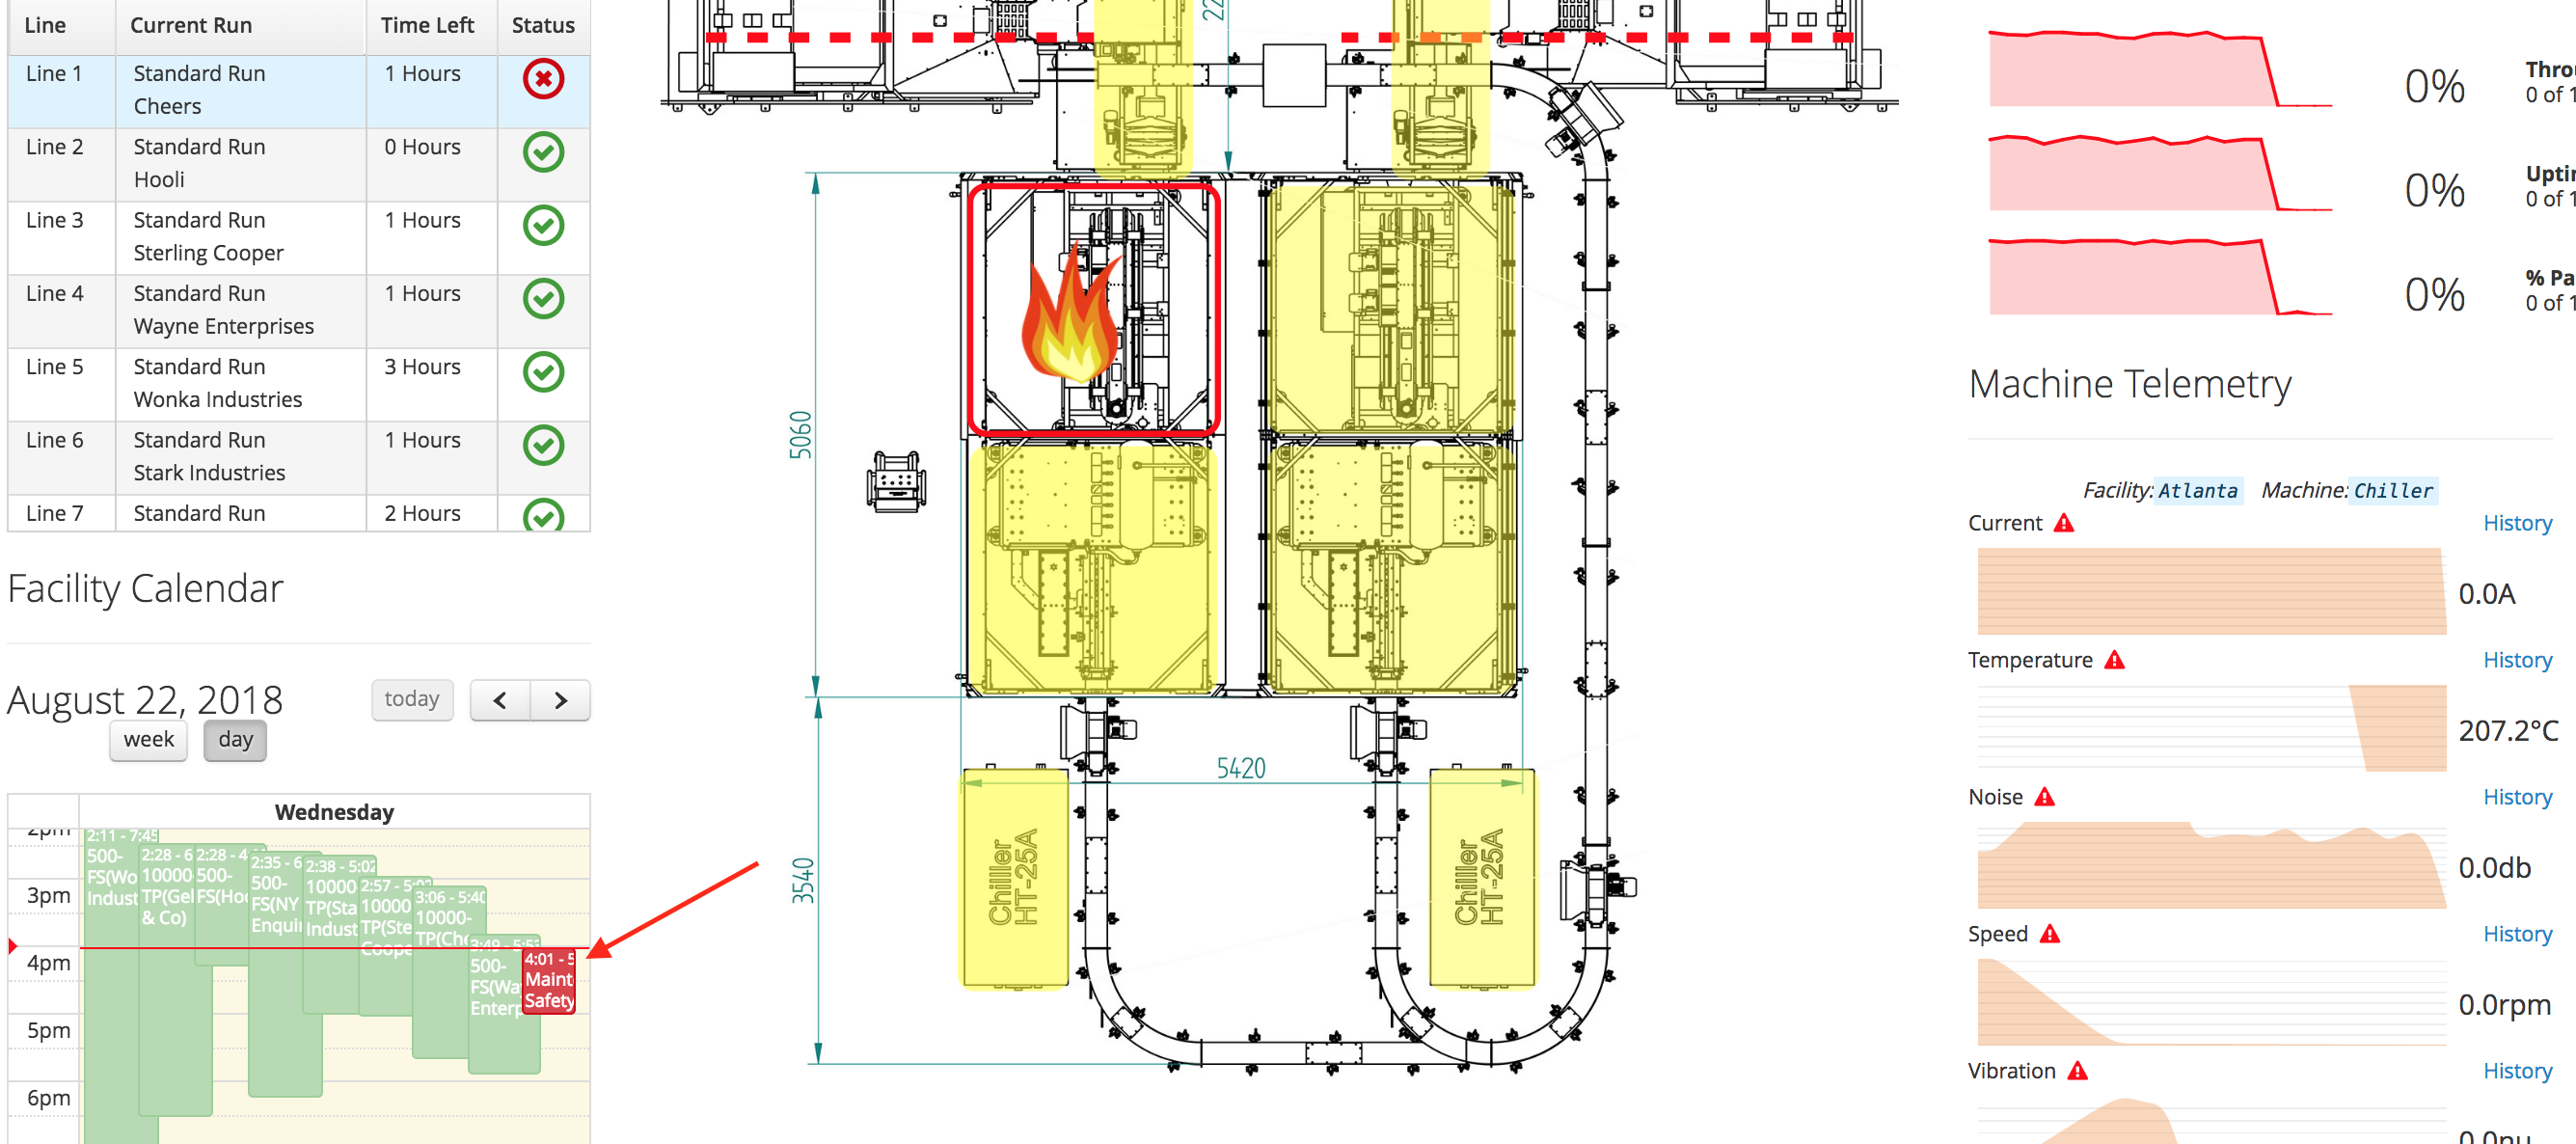 Line Current Run Time Left Status
Line 1 Standard Run Cheers 1 Hours
Line 2 Standard Run Hooli 0 Hours
Line 3 Standard Run Sterling Cooper 1 Hours
Line 4 Standard Run Wayne Enterprises 1 Hours
Line 5 Standard Run Wonka Industries 3 Hours
Line 6 Standard Run Stark Industries 1 Hours
Line 7 Standard Run 2 Hours
Facility Calendar
August 22, 2018
today
week day
Wednesday
2pm
3pm
4pm
5pm
6pm
2:11 - 7:45
500-
FS(Wo
Indust
2:28 - 6
10000
TP(Gel
& Co)
2:28 - 4
500-
FS(Hoo
2:35 - 6
500-
FS(NY
Enqui
2:38 - 5:02
10000
TP(Sta
Indust
2:57 - 5:02
10000
TP(Ste
Coope
3:06 - 5:40
10000-
TP(Che
3:49 - 5:53
500-
FS(Wa
Enterp
4:01 - 5
Maint
Safety
22
5060
5420
3540
Chiller
HT-25A
Chiller
HT-25A
0% Thro
0 of 1
0% Upti
0 of 1
0% % Pa
0 of 1
Machine Telemetry
Facility: Atlanta Machine: Chiller
Current History
0.0A
Temperature History
207.2°C
Noise History
0.0db
Speed History
0.0rpm
Vibration History